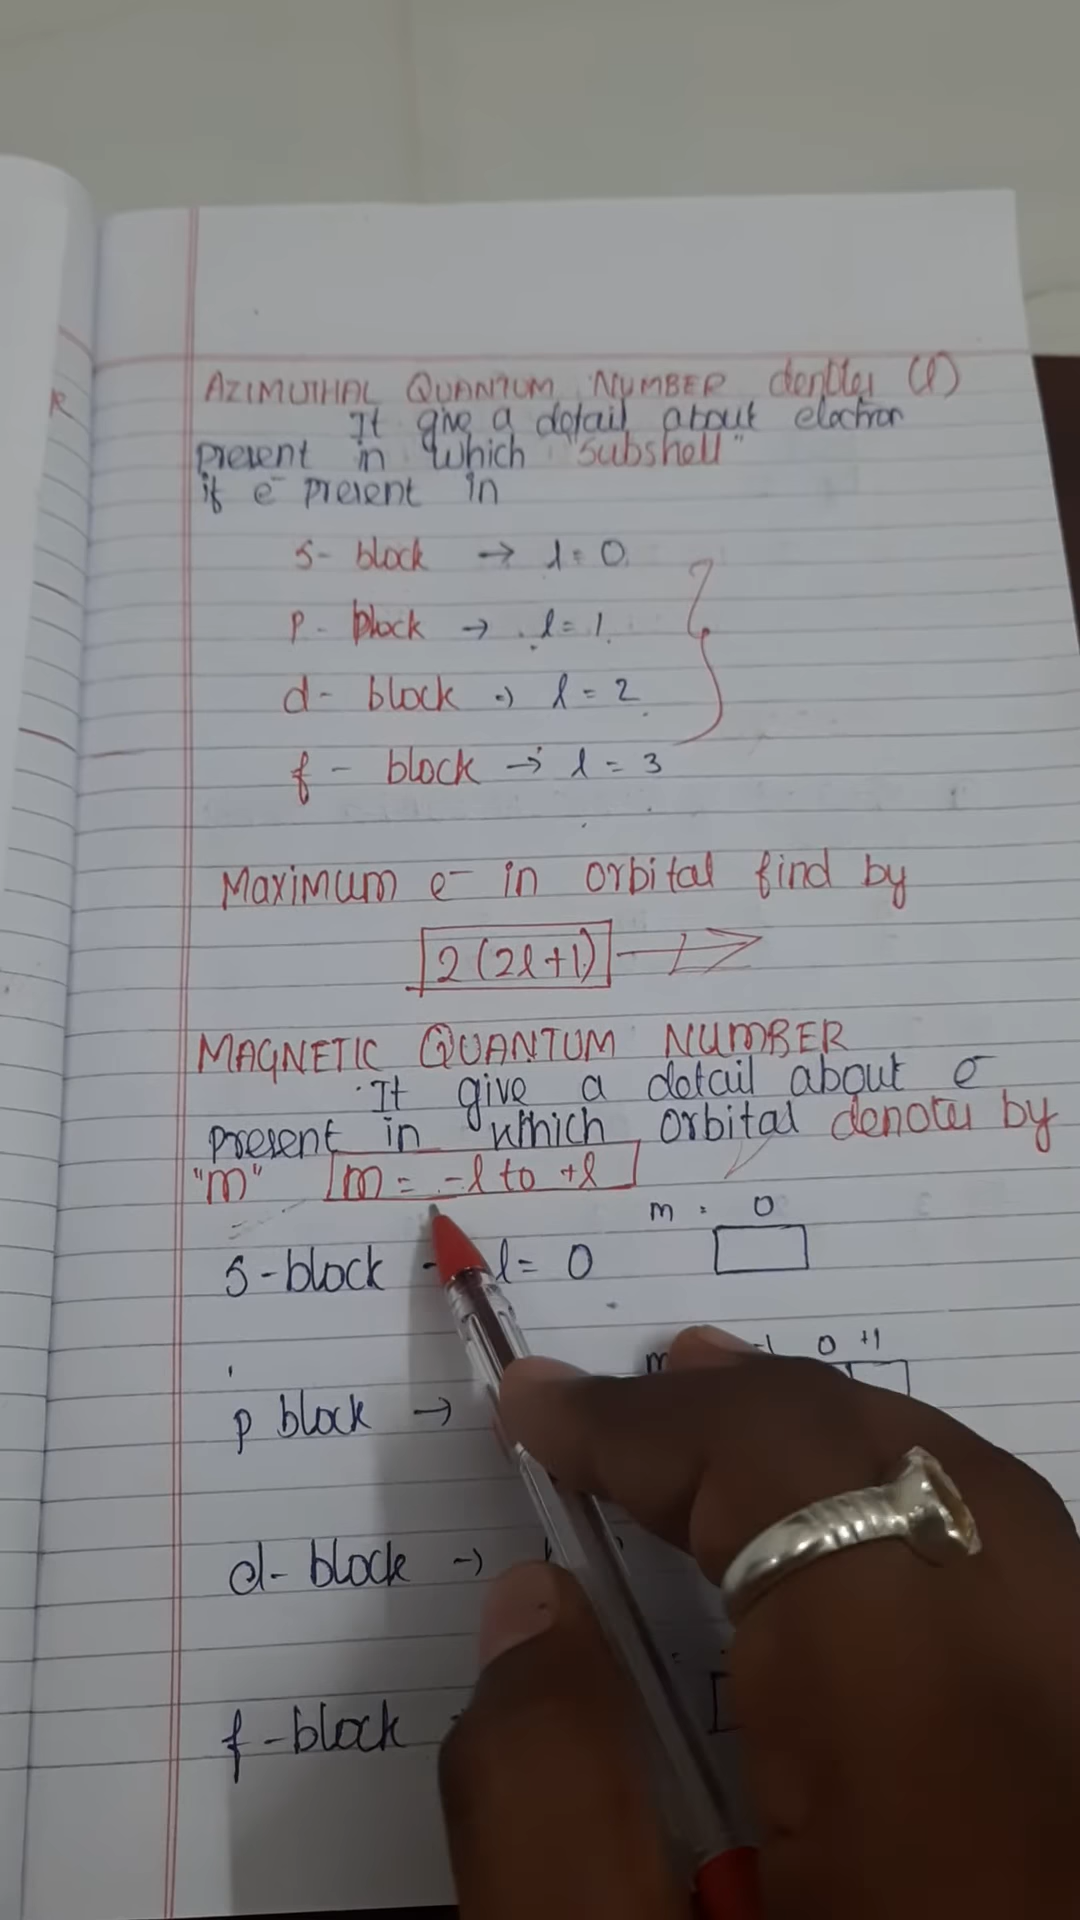 R
AZIMUTHAL QUANTUM NUMBER denotes (l)
It give a detail about electron
present in which "subshell"
if e⁻ present in
s- block → l = 0
p- block → l = 1
d- block → l = 2
f- block → l = 3
Maximum e⁻ in orbital find by
2(2l+1)
MAGNETIC QUANTUM NUMBER
It give a detail about e⁻
present in which orbital denotes by
"m" m = -l to +l
m = 0
s-block - l = 0
m -1 0 +1
p block →
d- block →
f-block